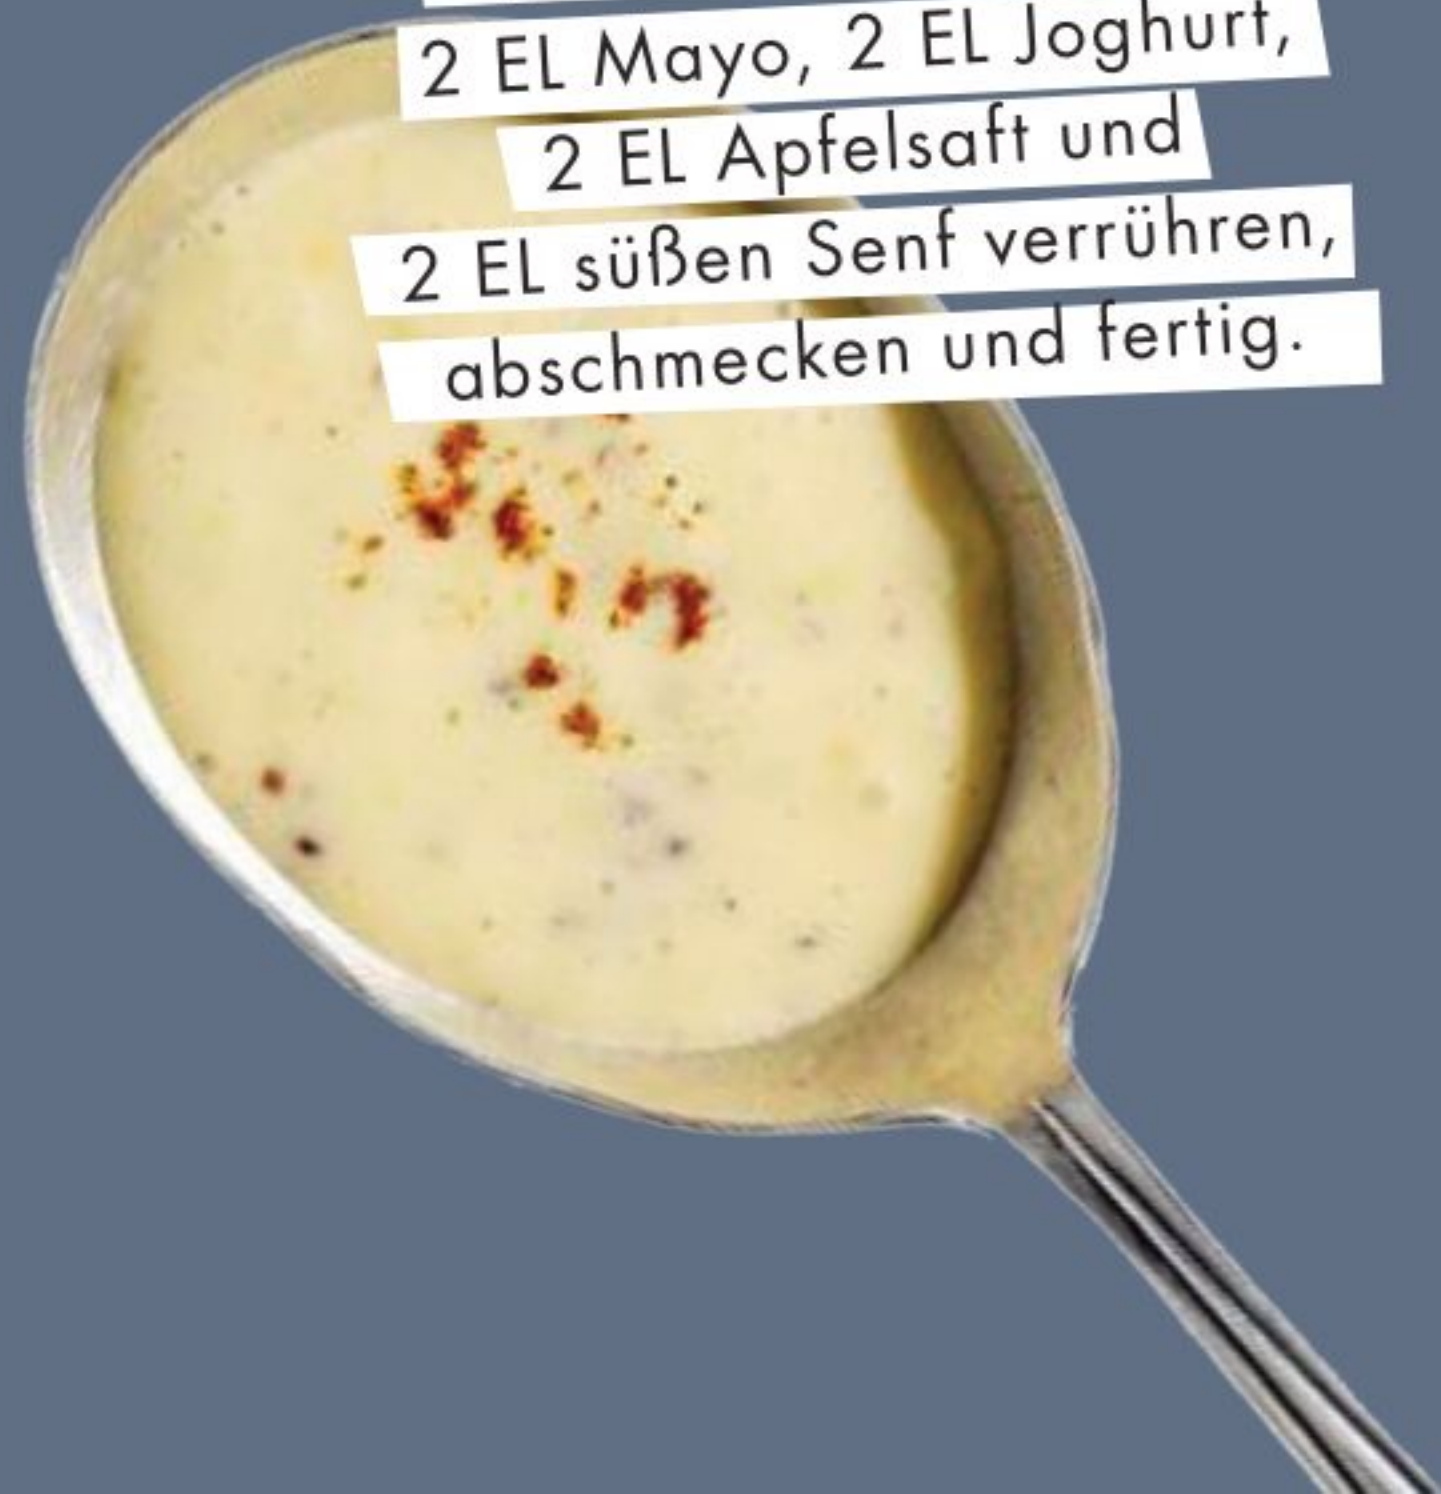 2 EL Mayo, 2 EL Joghurt,
2 EL Apfelsaft und
2 EL süßen Senf verrühren,
abschmecken und fertig.